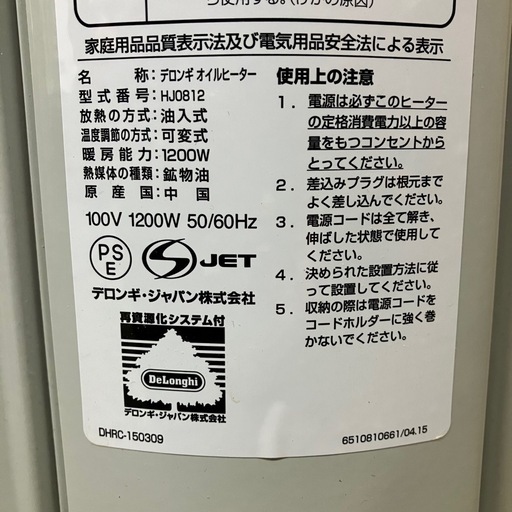 ら使用する。(けがの原因)
家庭用品品質表示法及び電気用品安全法による表示
名称：デロンギ オイルヒーター
型式番号：HJ0812
放熱の方式：油入式
温度調節の方式：可変式
暖房能力：1200W
熱媒体の種類：鉱物油
原産国：中国
100V 1200W 50/60Hz
PS
E
S JET
デロンギ・ジャパン株式会社
再資源化システム付
DeLonghi
デロンギ・ジャパン株式会社
DHRC-150309
使用上の注意
1．電源は必ずこのヒーター
の定格消費電力以上の容
量をもつコンセントから
とってください。
2．差込みプラグは根元まで
よく差し込んでください。
3．電源コードは全て解き、
伸ばした状態で使用して
ください。
4．決められた設置方法に従
って設置してください。
5．収納の際は電源コードを
コードホルダーに強く巻
かないでください。
6510810661/04.15